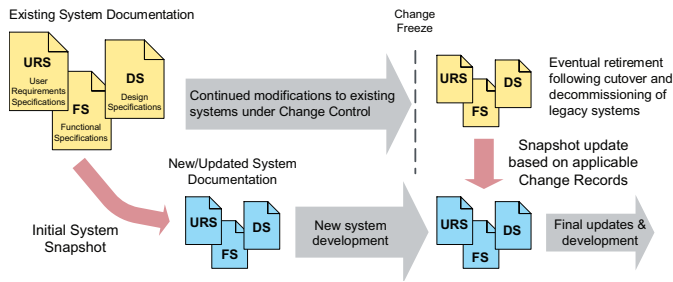 Existing System Documentation
URS
User
Requirements
Specifications
FS
Functional
Specifications
DS
Design
Specifications
Continued modifications to existing
systems under Change Control
Change
Freeze
URS
FS
DS
Eventual retirement
following cutover and
decommissioning of
legacy systems
Initial System
Snapshot
New/Updated System
Documentation
URS
FS
DS
New system
development
Snapshot update
based on applicable
Change Records
URS
FS
DS
Final updates &
development